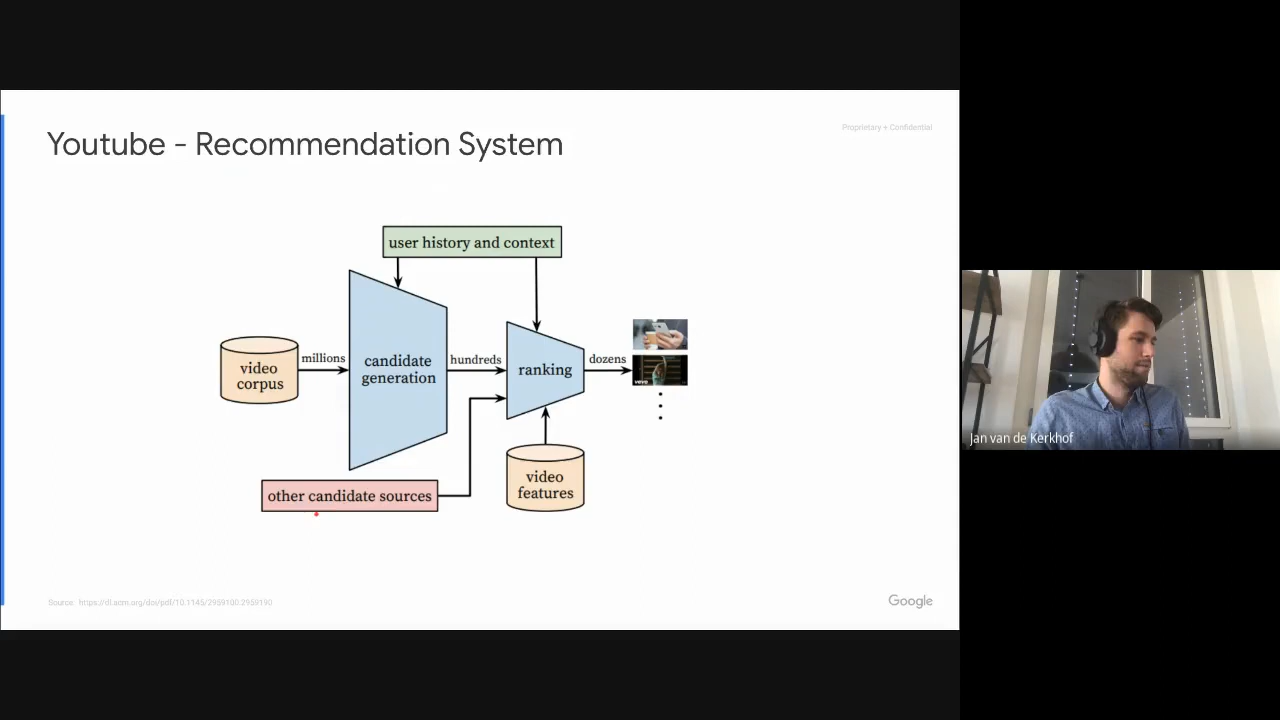 Youtube - Recommendation System
Proprietary + Confidential
user history and context
video
corpus
millions
candidate
generation
hundreds
ranking
dozens
vevo
other candidate sources
video
features
Source: https://dl.acm.org/doi/pdf/10.1145/2959100.2959190
Google
Jan van de Kerkhof